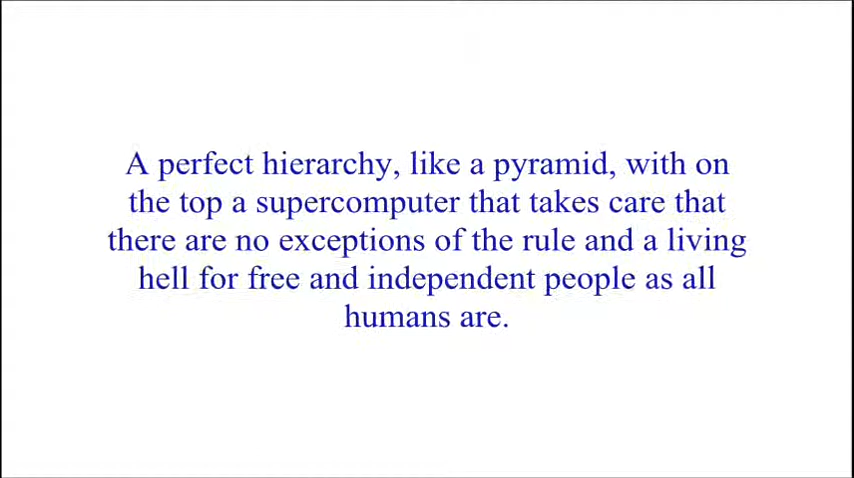 A perfect hierarchy, like a pyramid, with on
the top a supercomputer that takes care that
there are no exceptions of the rule and a living
hell for free and independent people as all
humans are.